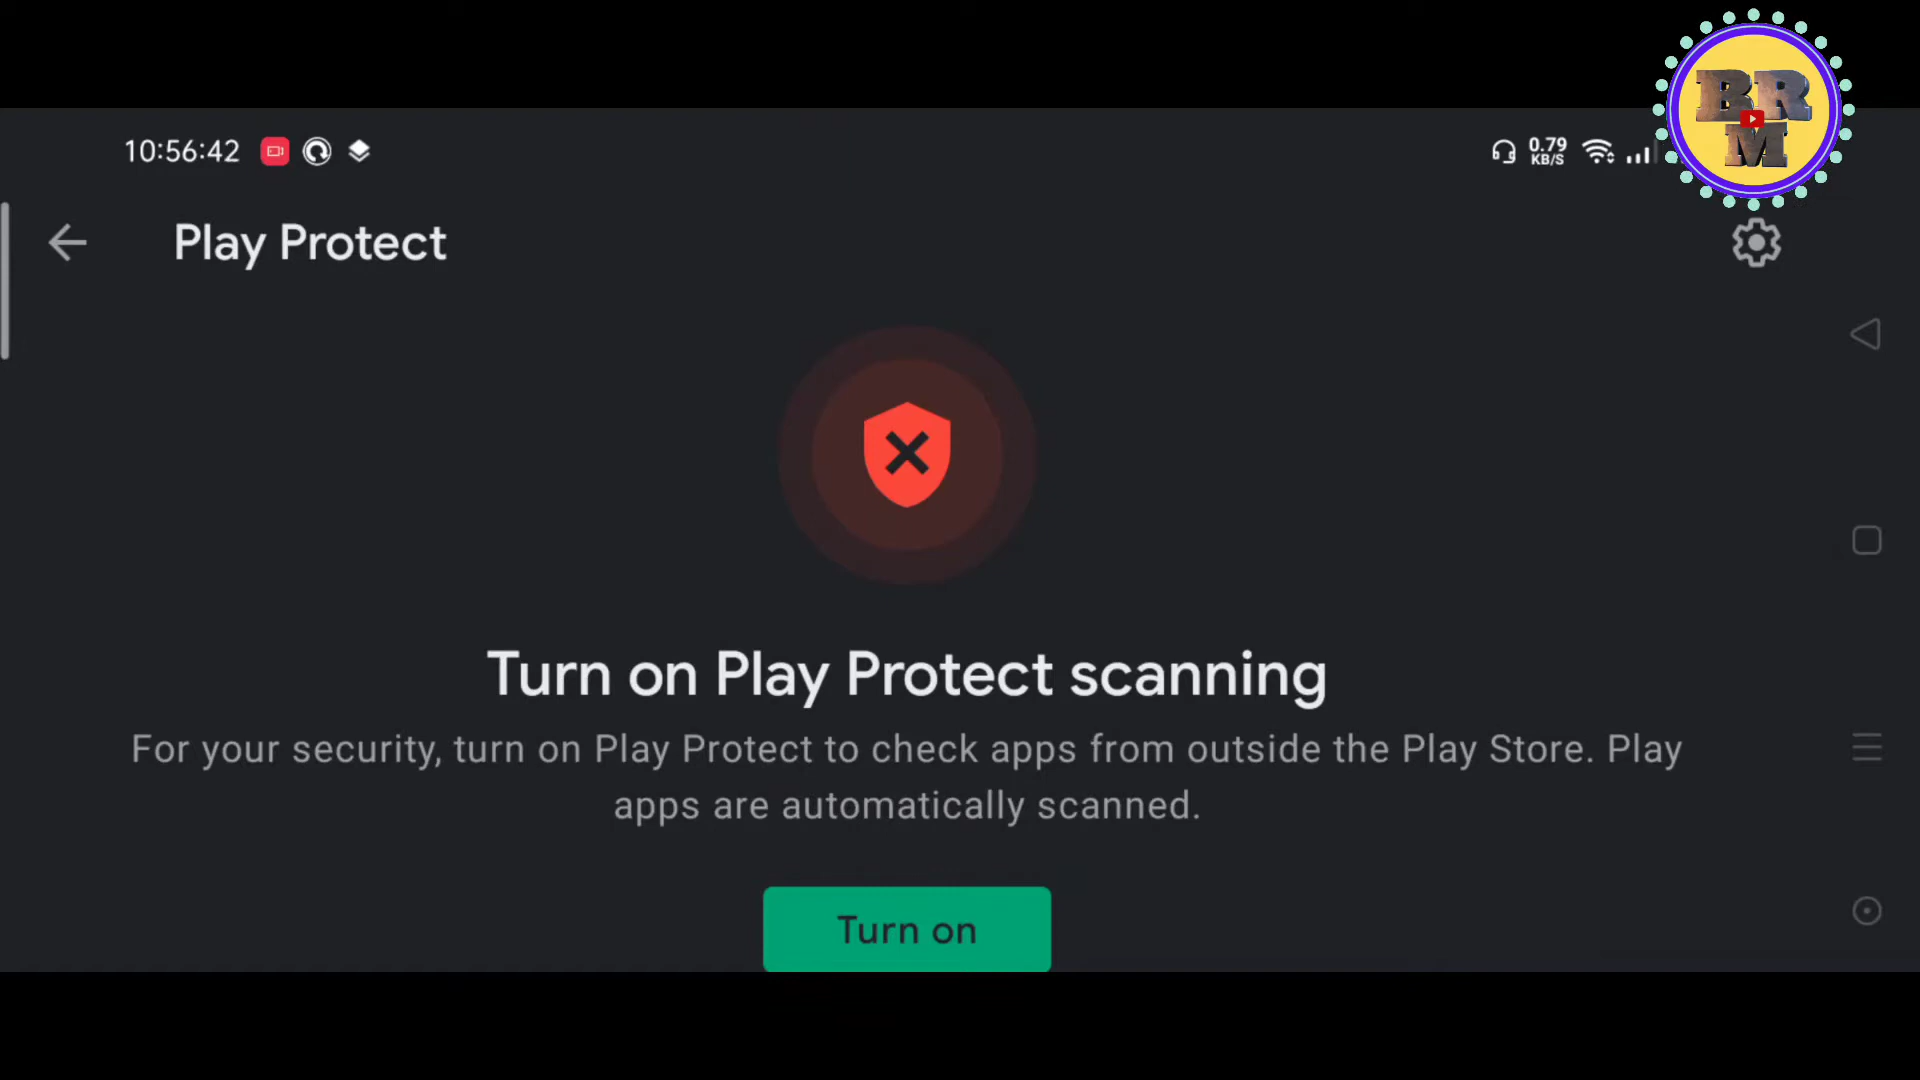 BR
M
10:56:42
0.79
KB/S
Play Protect
Turn on Play Protect scanning
For your security, turn on Play Protect to check apps from outside the Play Store. Play
apps are automatically scanned.
Turn on